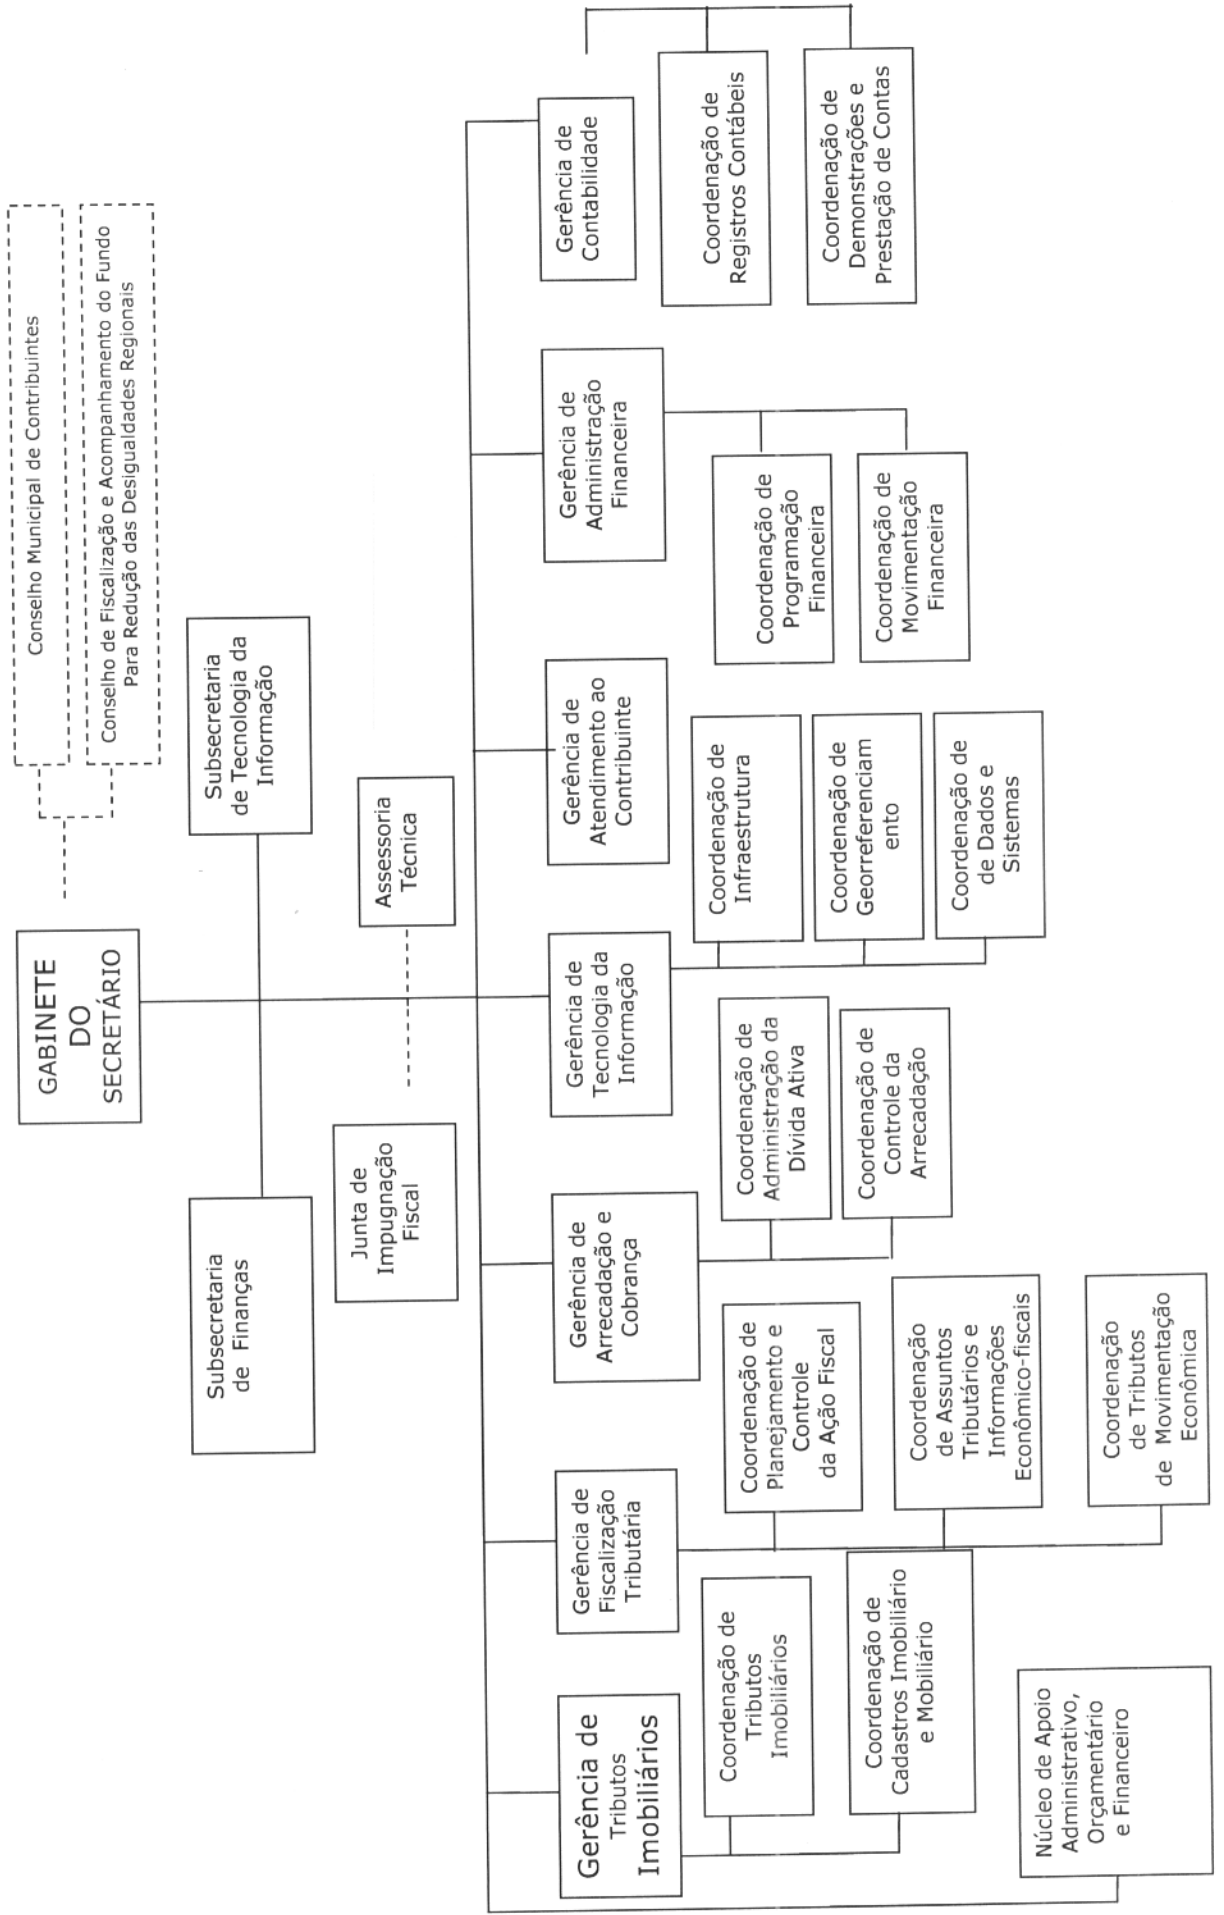 Conselho Municipal de Contribuintes
Conselho de Fiscalização e Acompanhamento do Fundo
Para Redução das Desigualdades Regionais
GABINETE
DO
SECRETÁRIO
Subsecretaria
de Finanças
Subsecretaria
de Tecnologia da
Informação
Junta de
Impugnação
Fiscal
Assessoria
Técnica
Gerência de
Tributos
Imobiliários
Gerência de
Fiscalização
Tributária
Gerência de
Arrecadação e
Cobrança
Gerência de
Tecnologia da
Informação
Gerência de
Atendimento ao
Contribuinte
Gerência de
Administração
Financeira
Gerência de
Contabilidade
Coordenação de
Tributos
Imobiliários
Coordenação de
Cadastros Imobiliário
e Mobiliário
Coordenação de
Planejamento e
Controle
da Ação Fiscal
Coordenação
de Assuntos
Tributários e
Informações
Econômico-fiscais
Coordenação
de Tributos
de Movimentação
Econômica
Coordenação de
Administração da
Dívida Ativa
Coordenação de
Controle da
Arrecadação
Coordenação de
Infraestrutura
Coordenação de
Georreferenciam
ento
Coordenação de
de Dados e
Sistemas
Coordenação de
Programação
Financeira
Coordenação de
Movimentação
Financeira
Coordenação de
Registros Contábeis
Coordenação de
Demonstrações e
Prestação de Contas
Núcleo de Apoio
Administrativo,
Orçamentário
e Financeiro